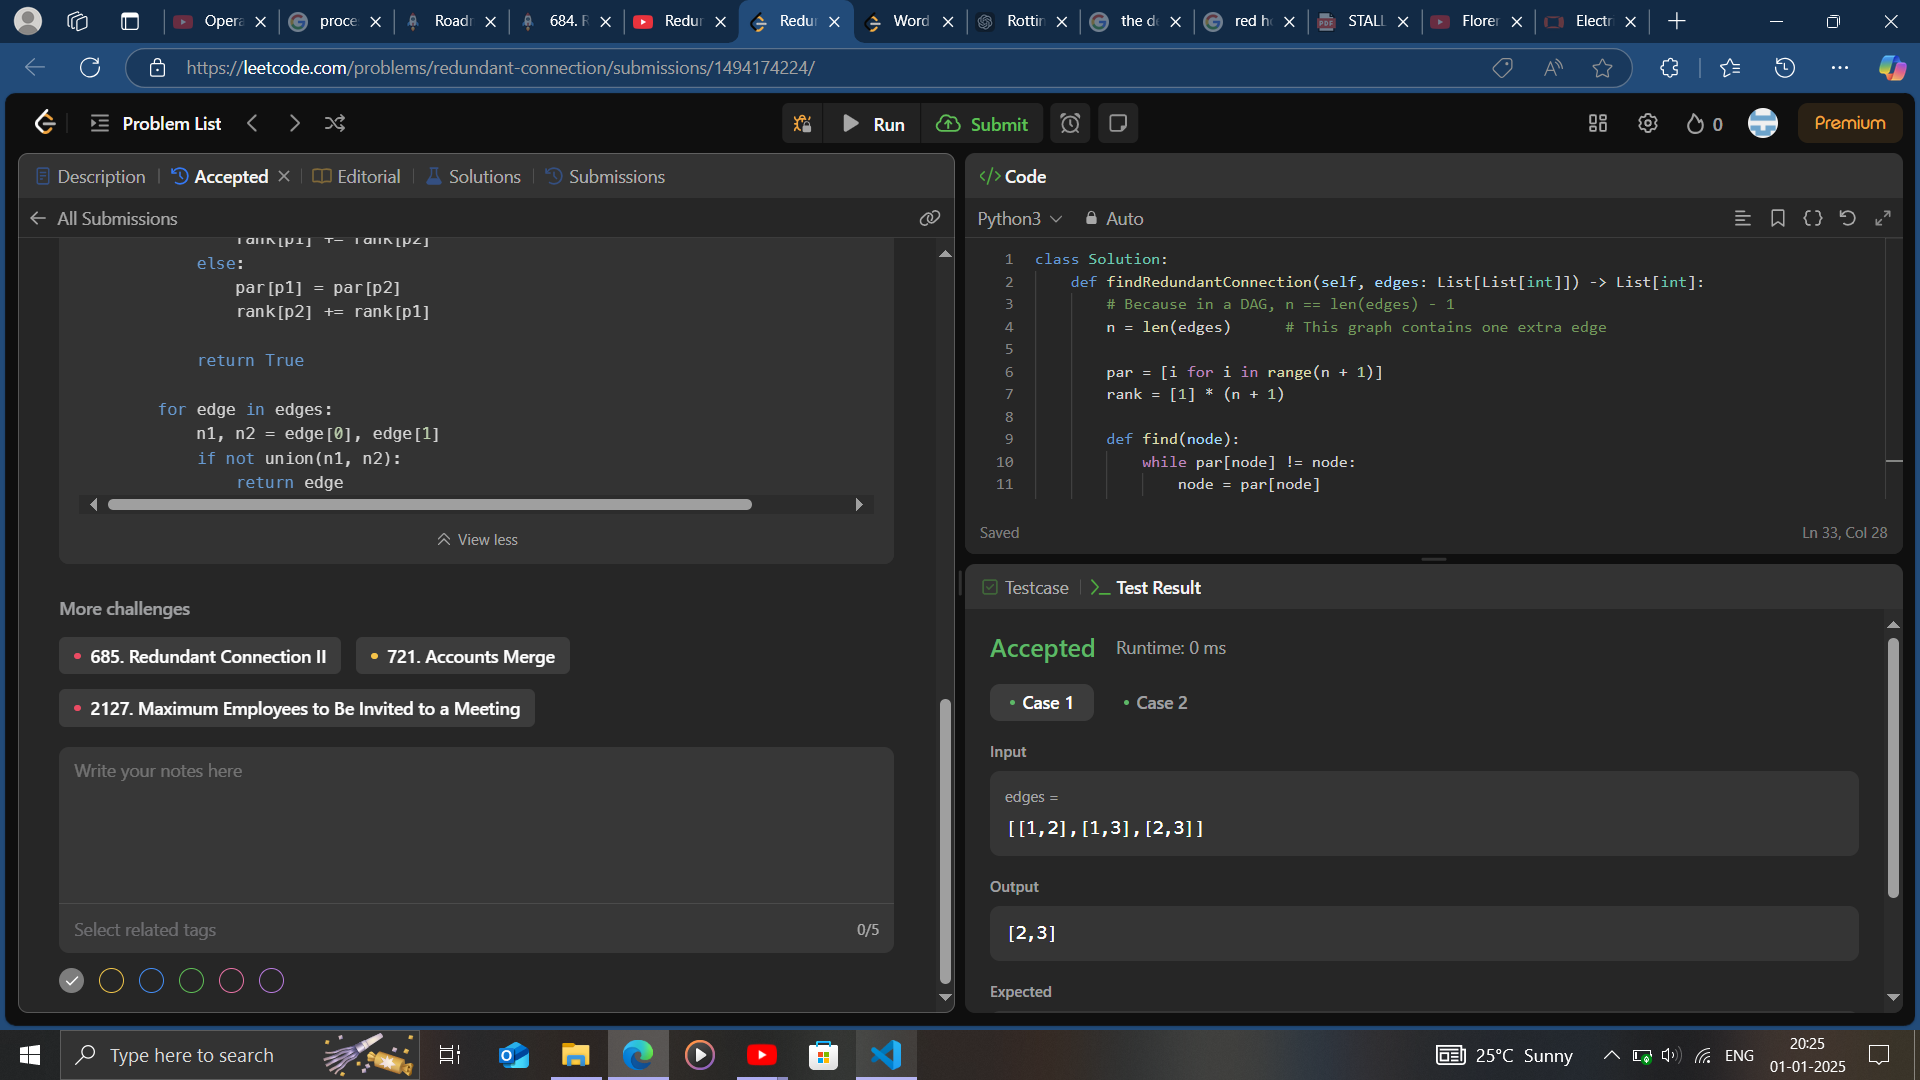 Opera
proce
Roadr
684. R
Redur
Redur
Word
Rottin
the de
red ho
STALL
Florer
Electri
https://leetcode.com/problems/redundant-connection/submissions/1494174224/
Problem List
Run
Submit
0
Premium
Description
Accepted
Editorial
Solutions
Submissions
All Submissions
rank[p1] += rank[p2]
else:
par[p1] = par[p2]
rank[p2] += rank[p1]
return True
for edge in edges:
n1, n2 = edge[0], edge[1]
if not union(n1, n2):
return edge
View less
More challenges
685. Redundant Connection II
721. Accounts Merge
2127. Maximum Employees to Be Invited to a Meeting
Write your notes here
Select related tags
0/5
</> Code
Python3
Auto
1 class Solution:
2 def findRedundantConnection(self, edges: List[List[int]]) -> List[int]:
3 # Because in a DAG, n == len(edges) - 1
4 n = len(edges) # This graph contains one extra edge
5
6 par = [i for i in range(n + 1)]
7 rank = [1] * (n + 1)
8
9 def find(node):
10 while par[node] != node:
11 node = par[node]
Saved
Ln 33, Col 28
Testcase
Test Result
Accepted
Runtime: 0 ms
Case 1
Case 2
Input
edges =
[[1,2],[1,3],[2,3]]
Output
[2,3]
Expected
Type here to search
25°C Sunny
ENG
20:25
01-01-2025